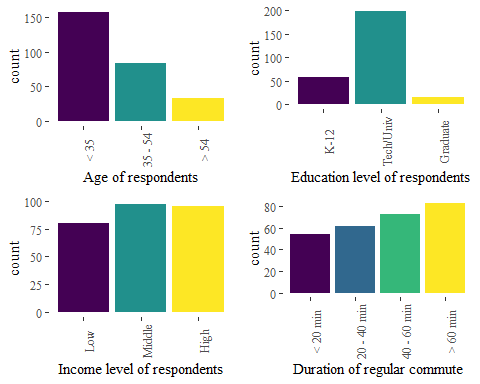 count
150
100
50
0
< 35
35 - 54
> 54
Age of respondents
count
200
150
100
50
0
K-12
Tech/Univ
Graduate
Education level of respondents
count
100
75
50
25
0
Low
Middle
High
Income level of respondents
count
80
60
40
20
0
< 20 min
20 - 40 min
40 - 60 min
> 60 min
Duration of regular commute